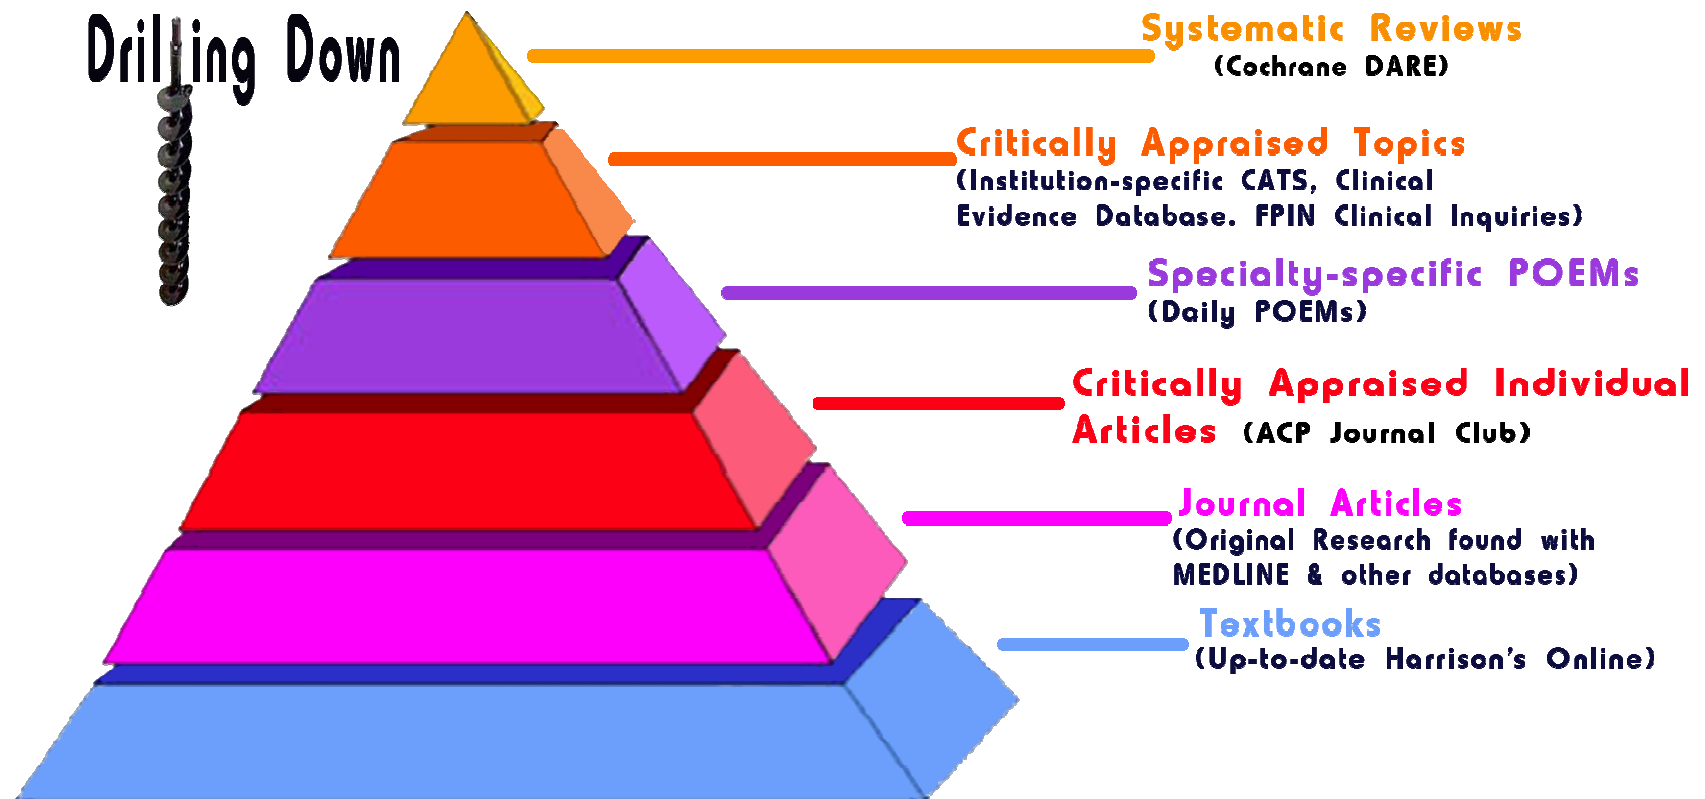 Drilling Down
Systematic Reviews
(Cochrane DARE)
Critically Appraised Topics
(Institution-specific CATS, Clinical
Evidence Database. FPIN Clinical Inquiries)
Specialty-specific POEMs
(Daily POEMs)
Critically Appraised Individual
Articles (ACP Journal Club)
Journal Articles
(Original Research found with
MEDLINE & other databases)
Textbooks
(Up-to-date Harrison's Online)